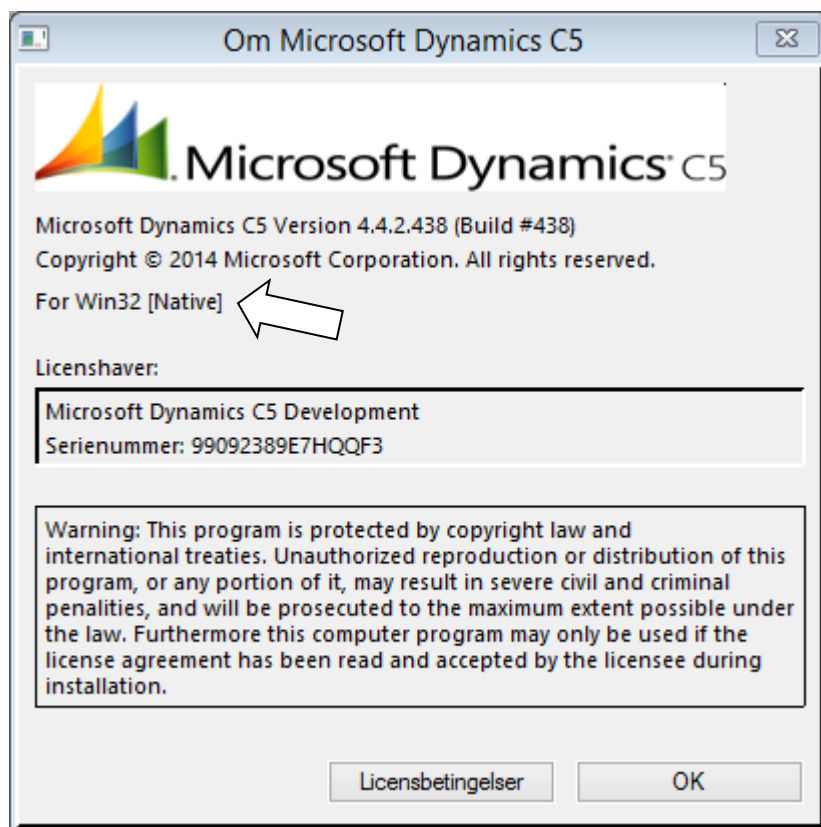 Om Microsoft Dynamics C5
Microsoft Dynamics C5
Microsoft Dynamics C5 Version 4.4.2.438 (Build #438)
Copyright © 2014 Microsoft Corporation. All rights reserved.
For Win32 [Native]
Licenshaver:
Microsoft Dynamics C5 Development
Serienummer: 99092389E7HQQF3
Warning: This program is protected by copyright law and
international treaties. Unauthorized reproduction or distribution of this
program, or any portion of it, may result in severe civil and criminal
penalities, and will be prosecuted to the maximum extent possible under
the law. Furthermore this computer program may only be used if the
license agreement has been read and accepted by the licensee during
installation.
Licensbetingelser
OK